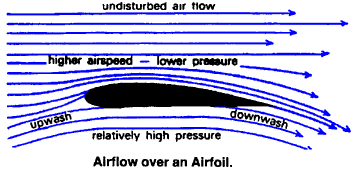 undisturbed air flow
higher airspeed — lower pressure
upwash
downwash
relatively high pressure
Airflow over an Airfoil.